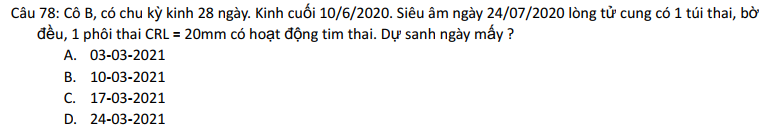 Câu 78: Cô B, có chu kỳ kinh 28 ngày. Kinh cuối 10/6/2020. Siêu âm ngày 24/07/2020 lòng tử cung có 1 túi thai, bờ
đều, 1 phôi thai CRL = 20mm có hoạt động tim thai. Dự sanh ngày mấy ?
A. 03-03-2021
B. 10-03-2021
C. 17-03-2021
D. 24-03-2021